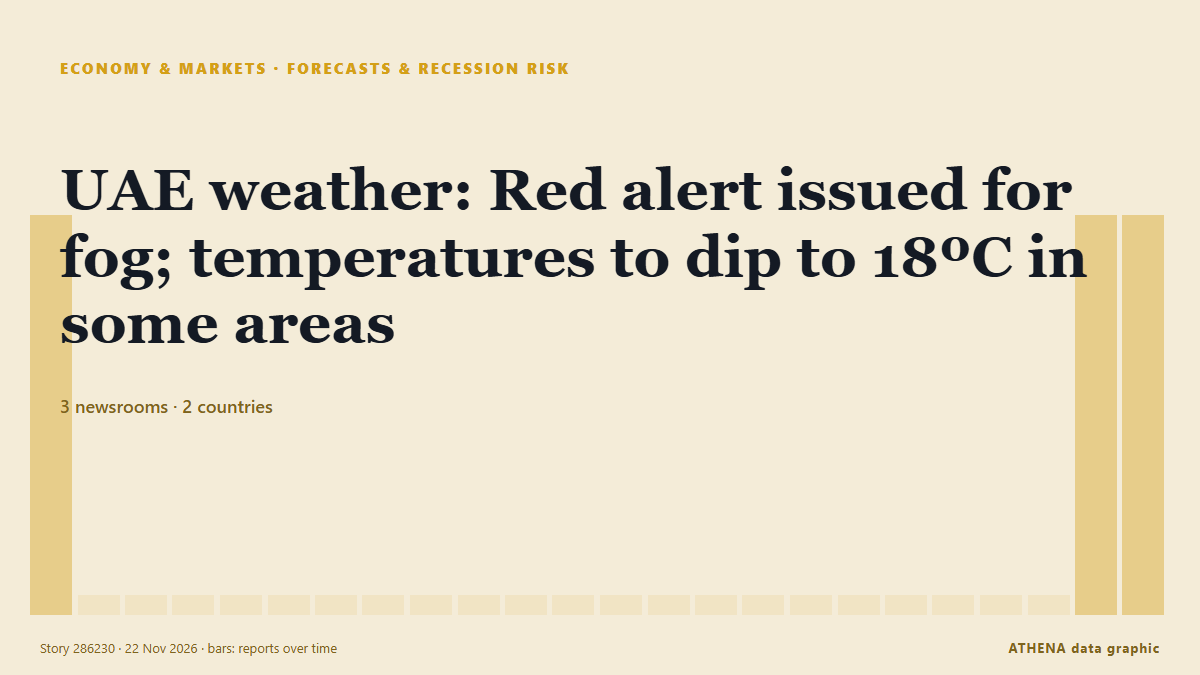 ECONOMY & MARKETS · FORECASTS & RECESSION RISK
UAE weather: Red alert issued for
fog; temperatures to dip to 18ºC in
some areas
3 newsrooms · 2 countries
Story 286230 · 22 Nov 2026 · bars: reports over time
ATHENA data graphic